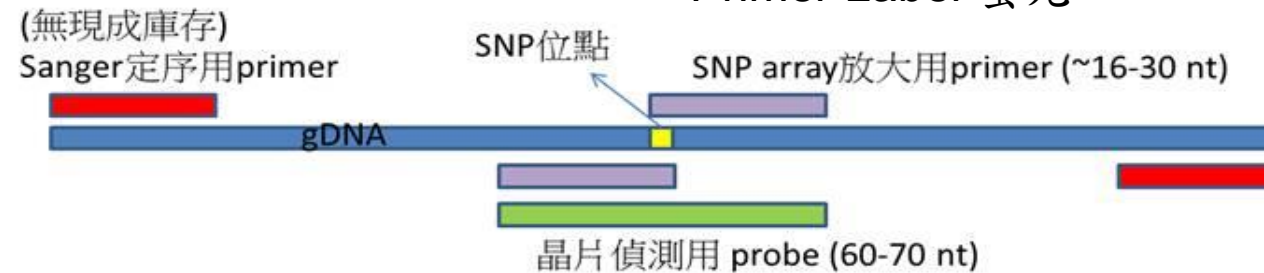 (無現成庫存)
Sanger定序用primer
SNP位點
SNP array放大用primer (~16-30 nt)
gDNA
晶片偵測用 probe (60-70 nt)